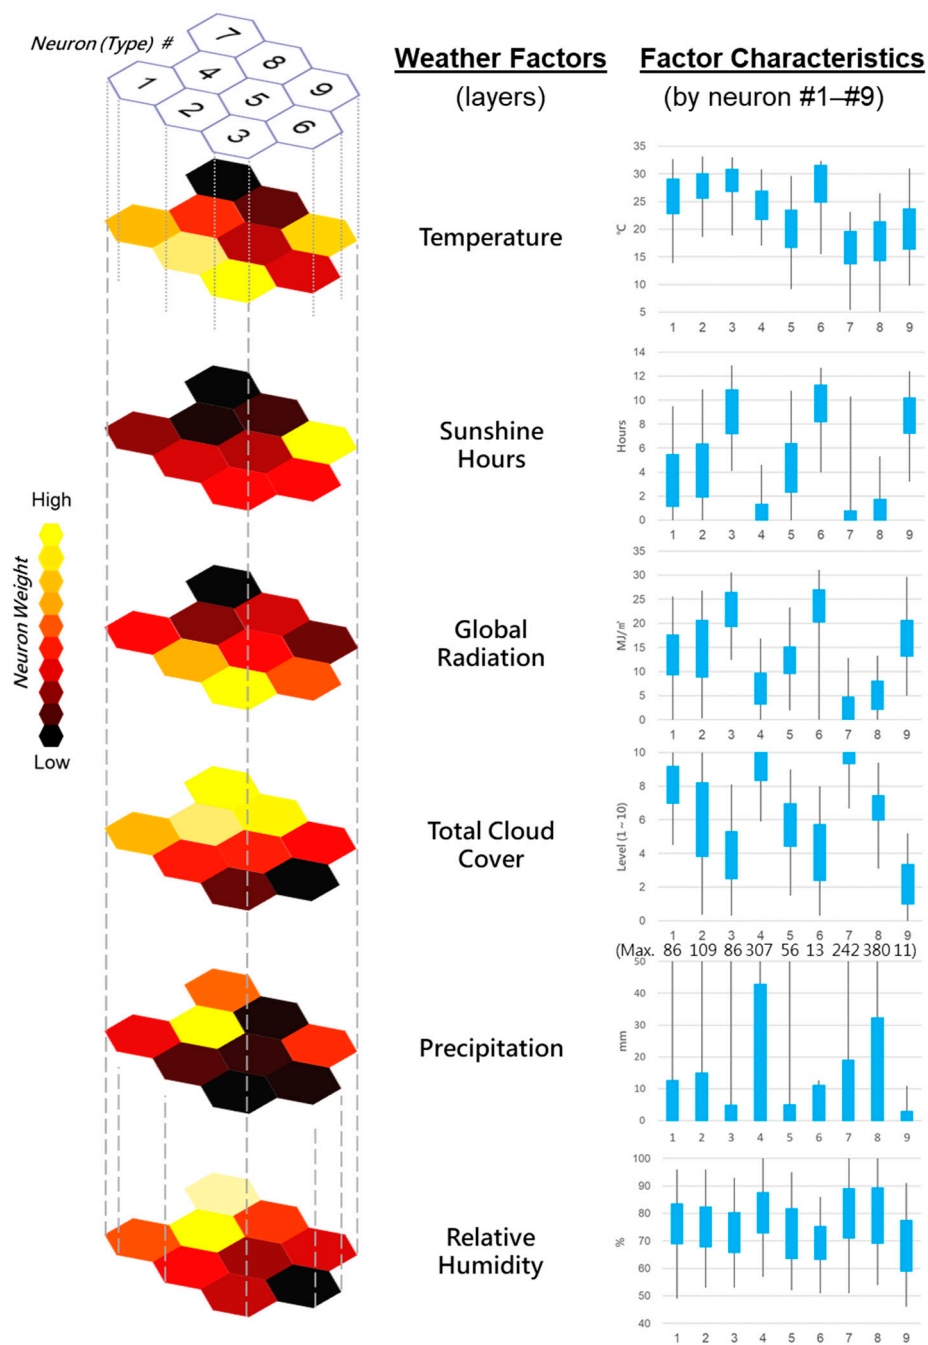 Neuron (Type) #
7
4
8
1
5
9
2
3
6
Weather Factors
(layers)
Factor Characteristics
(by neuron #1–#9)
High
Neuron Weight
Low
Temperature
35
30
25
20
15
10
5
℃
1 2 3 4 5 6 7 8 9
Sunshine
Hours
14
12
10
8
6
4
2
0
Hours
1 2 3 4 5 6 7 8 9
Global
Radiation
35
30
25
20
15
10
5
0
MJ/㎡
1 2 3 4 5 6 7 8 9
Total Cloud
Cover
10
8
6
4
2
0
Level (1~10)
1 2 3 4 5 6 7 8 9
(Max. 86 109 86 307 56 13 242 380 11)
Precipitation
50
40
30
20
10
0
mm
1 2 3 4 5 6 7 8 9
Relative
Humidity
100
90
80
70
60
50
40
%
1 2 3 4 5 6 7 8 9